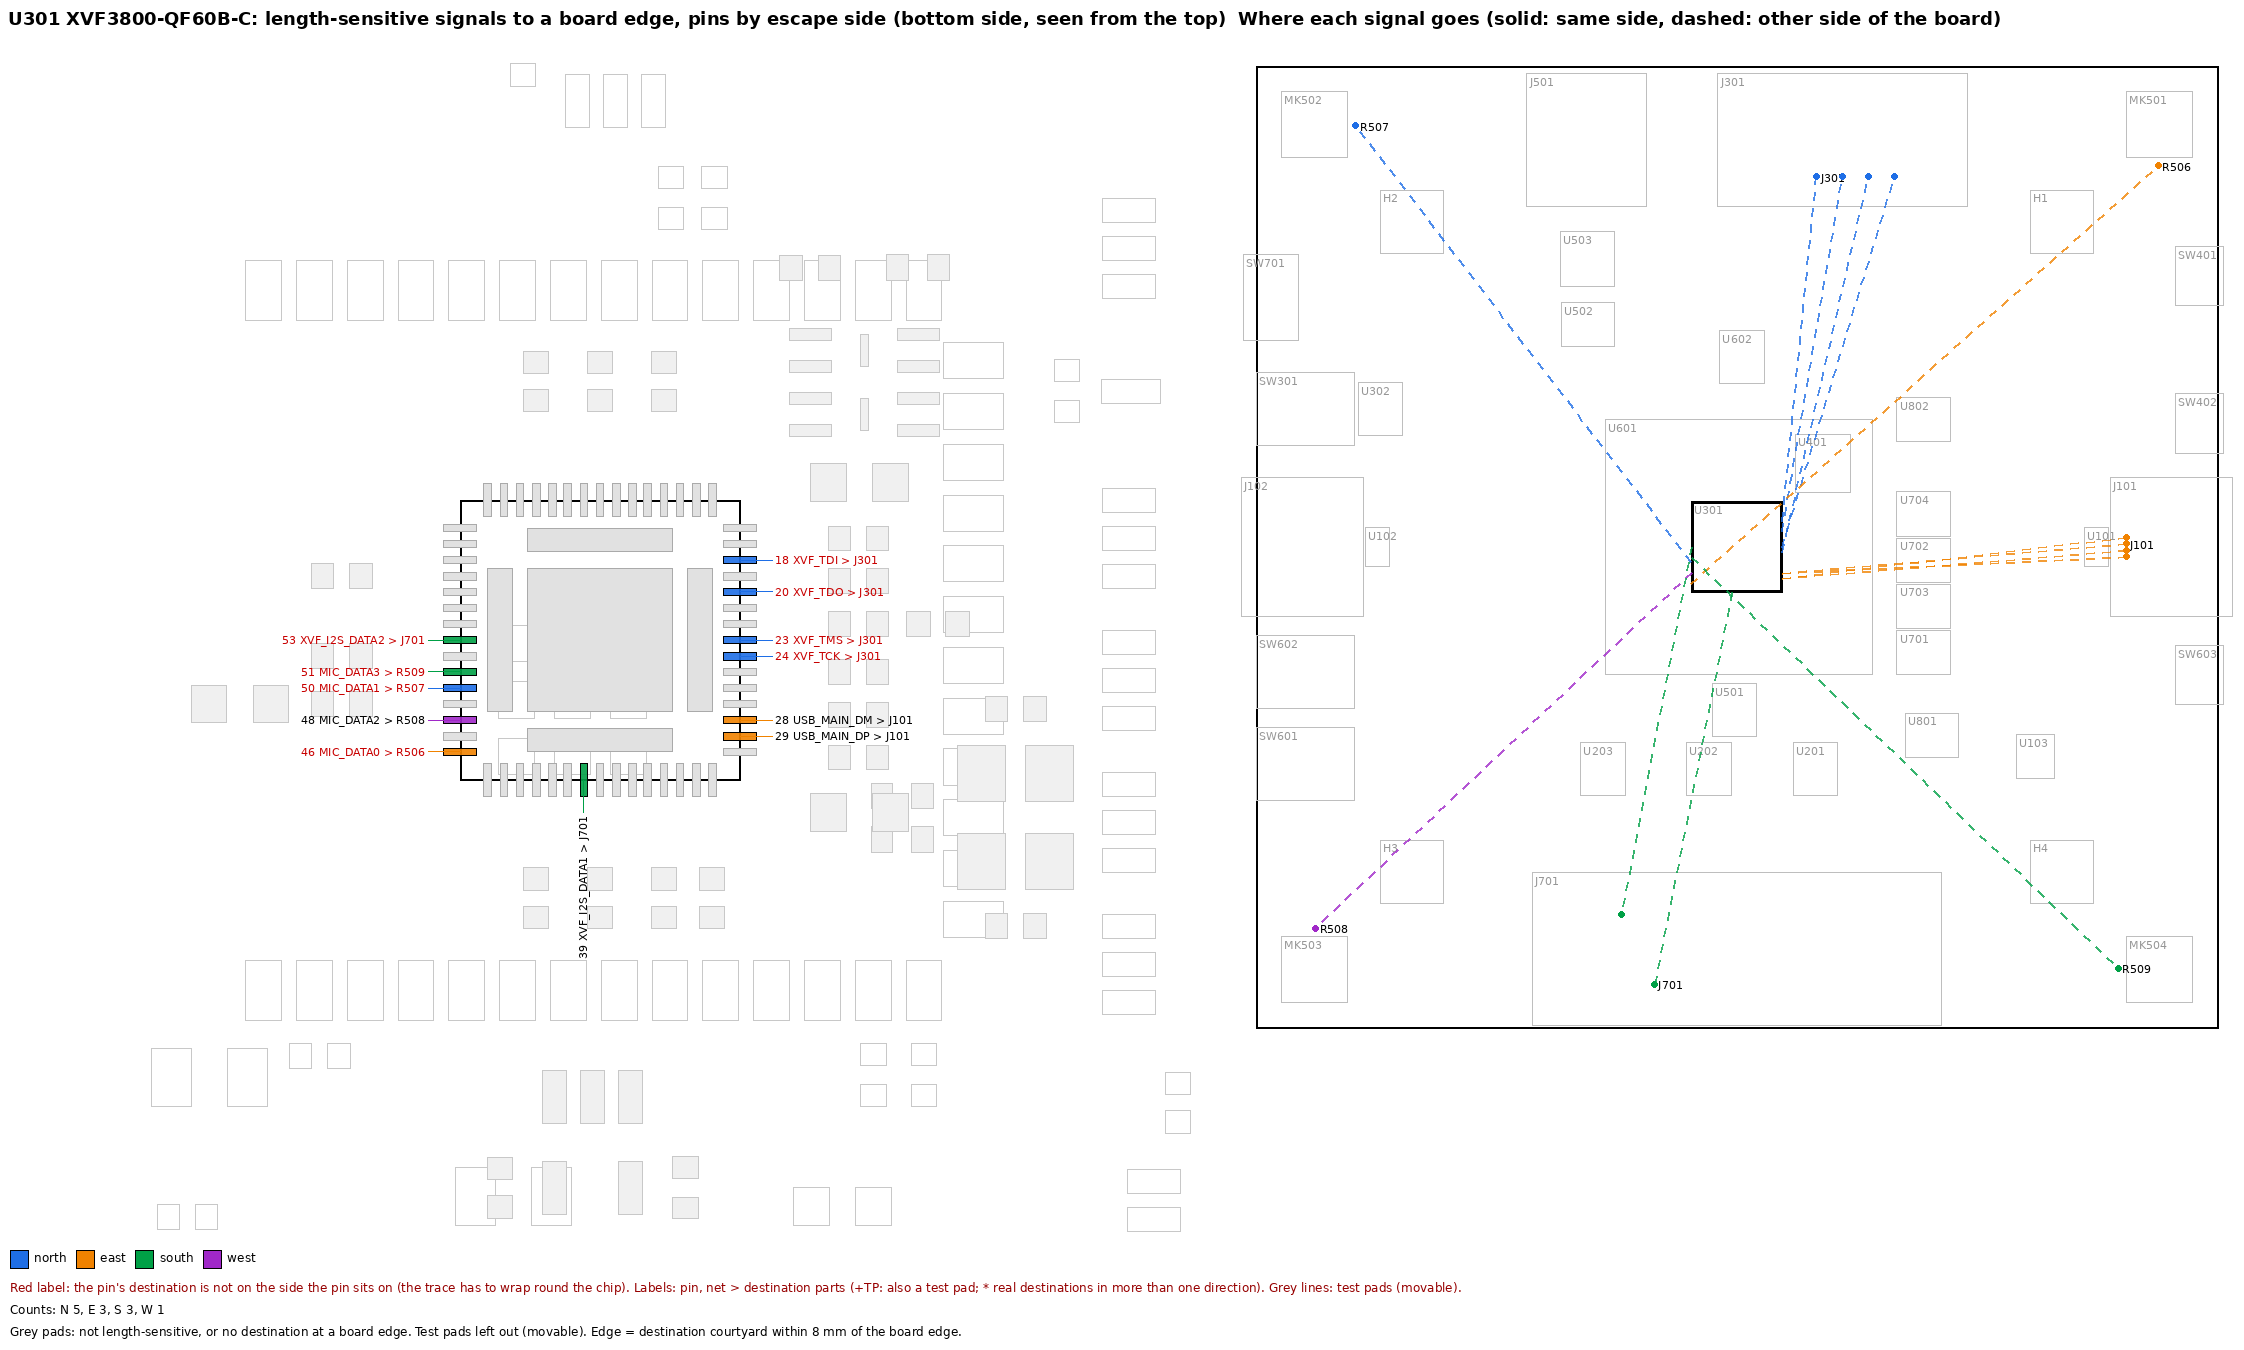 U301 XVF3800-QF60B-C: length-sensitive signals to a board edge, pins by escape side (bottom side, seen from the top)
Where each signal goes (solid: same side, dashed: other side of the board)
18 XVF_TDI > J301
20 XVF_TDO > J301
53 XVF_I2S_DATA2 > J701
23 XVF_TMS > J301
24 XVF_TCK > J301
51 MIC_DATA3 > R509
50 MIC_DATA1 > R507
48 MIC_DATA2 > R508
28 USB_MAIN_DM > J101
29 USB_MAIN_DP > J101
46 MIC_DATA0 > R506
39 XVF_I2S_DATA1 > J701
J501
J301
MK502
MK501
R507
R506
J301
H2
H1
U503
SW701
SW401
U502
U602
SW301
U302
SW402
U802
U601
U401
J102
J101
U704
U301
U102
U101
J101
U702
U703
SW602
U701
SW603
U501
U801
SW601
U203
U202
U201
U103
H3
H4
J701
R508
MK503
MK504
R509
J701
north
east
south
west
Red label: the pin's destination is not on the side the pin sits on (the trace has to wrap round the chip). Labels: pin, net > destination parts (+TP: also a test pad; * real destinations in more than one direction). Grey lines: test pads (movable).
Counts: N 5, E 3, S 3, W 1
Grey pads: not length-sensitive, or no destination at a board edge. Test pads left out (movable). Edge = destination courtyard within 8 mm of the board edge.